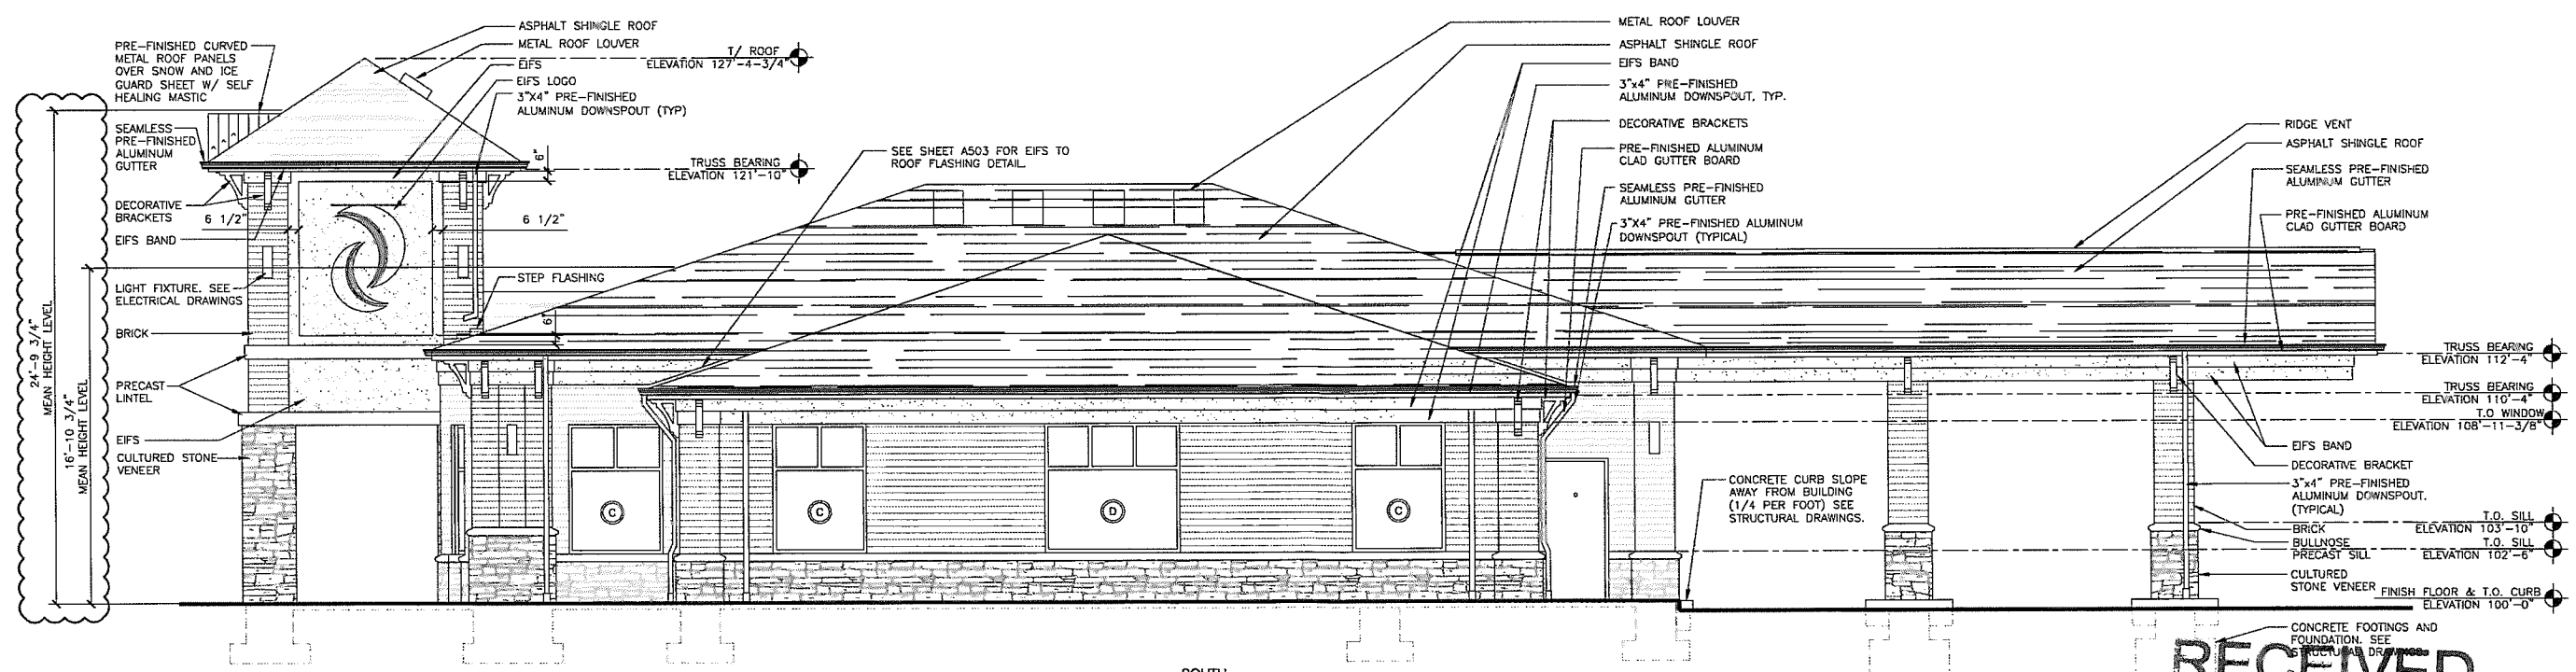 ASPHALT SHINGLE ROOF
METAL ROOF LOUVER
EIFS
EIFS LOGO
3"X4" PRE-FINISHED
ALUMINUM DOWNSPOUT (TYP)
PRE-FINISHED CURVED
METAL ROOF PANELS
OVER SNOW AND ICE
GUARD SHEET W/ SELF
HEALING MASTIC
SEAMLESS
PRE-FINISHED
ALUMINUM
GUTTER
DECORATIVE
BRACKETS
EIFS BAND
LIGHT FIXTURE. SEE
ELECTRICAL DRAWINGS
BRICK
PRECAST
LINTEL
EIFS
CULTURED STONE
VENEER
24'-9 3/4"
MEAN HEIGHT LEVEL
16'-10 3/4"
MEAN HEIGHT LEVEL
6 1/2"
6 1/2"
6"
6"
T/ ROOF
ELEVATION 127'-4-3/4"
TRUSS BEARING
ELEVATION 121'-10"
SEE SHEET A503 FOR EIFS TO
ROOF FLASHING DETAIL.
STEP FLASHING
C
C
D
C
METAL ROOF LOUVER
ASPHALT SHINGLE ROOF
EIFS BAND
3"x4" PRE-FINISHED
ALUMINUM DOWNSPOUT, TYP.
DECORATIVE BRACKETS
PRE-FINISHED ALUMINUM
CLAD GUTTER BOARD
SEAMLESS PRE-FINISHED
ALUMINUM GUTTER
3"X4" PRE-FINISHED ALUMINUM
DOWNSPOUT (TYPICAL)
CONCRETE CURB SLOPE
AWAY FROM BUILDING
(1/4 PER FOOT) SEE
STRUCTURAL DRAWINGS.
RIDGE VENT
ASPHALT SHINGLE ROOF
SEAMLESS PRE-FINISHED
ALUMINUM GUTTER
PRE-FINISHED ALUMINUM
CLAD GUTTER BOARD
TRUSS BEARING
ELEVATION 112'-4"
TRUSS BEARING
ELEVATION 110'-4"
T.O WINDOW
ELEVATION 108'-11-3/8"
EIFS BAND
DECORATIVE BRACKET
3"x4" PRE-FINISHED
ALUMINUM DOWNSPOUT.
(TYPICAL)
T.O. SILL
ELEVATION 103'-10"
BRICK
BULLNOSE
PRECAST SILL
T.O. SILL
ELEVATION 102'-6"
CULTURED
STONE VENEER
FINISH FLOOR & T.O. CURB
ELEVATION 100'-0"
CONCRETE FOOTINGS AND
FOUNDATION. SEE
STRUCTURAL DRAWINGS
RECEIVED
SOUTH